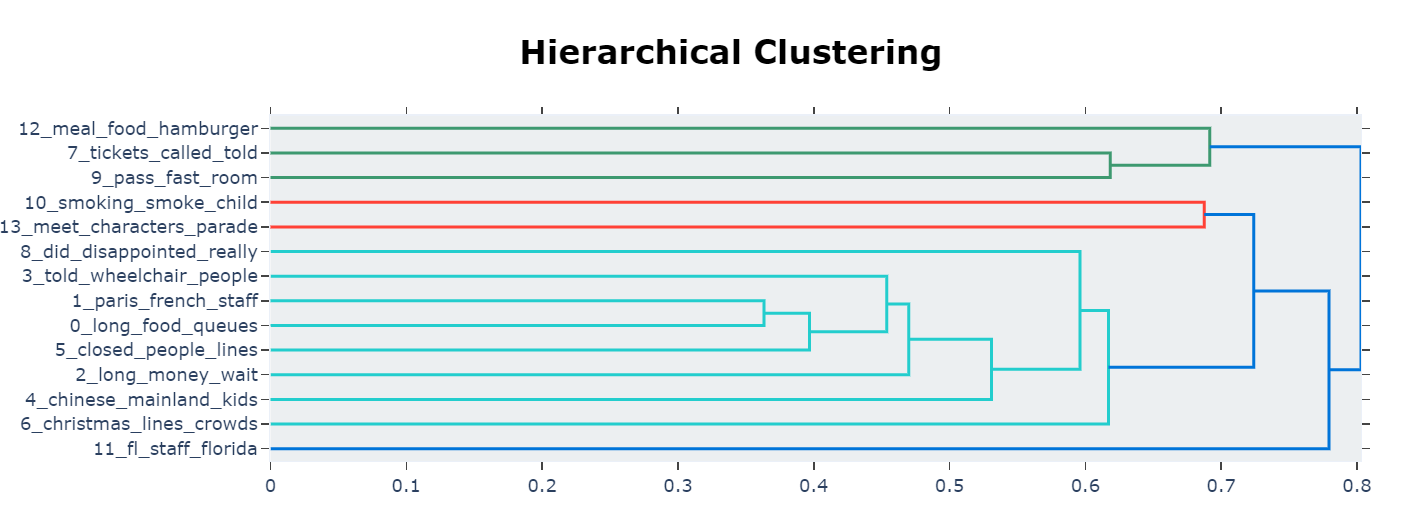 Hierarchical Clustering
12_meal_food_hamburger
7_tickets_called_told
9_pass_fast_room
10_smoking_smoke_child
13_meet_characters_parade
8_did_disappointed_really
3_told_wheelchair_people
1_paris_french_staff
0_long_food_queues
5_closed_people_lines
2_long_money_wait
4_chinese_mainland_kids
6_christmas_lines_crowds
11_fl_staff_florida
0 0.1 0.2 0.3 0.4 0.5 0.6 0.7 0.8